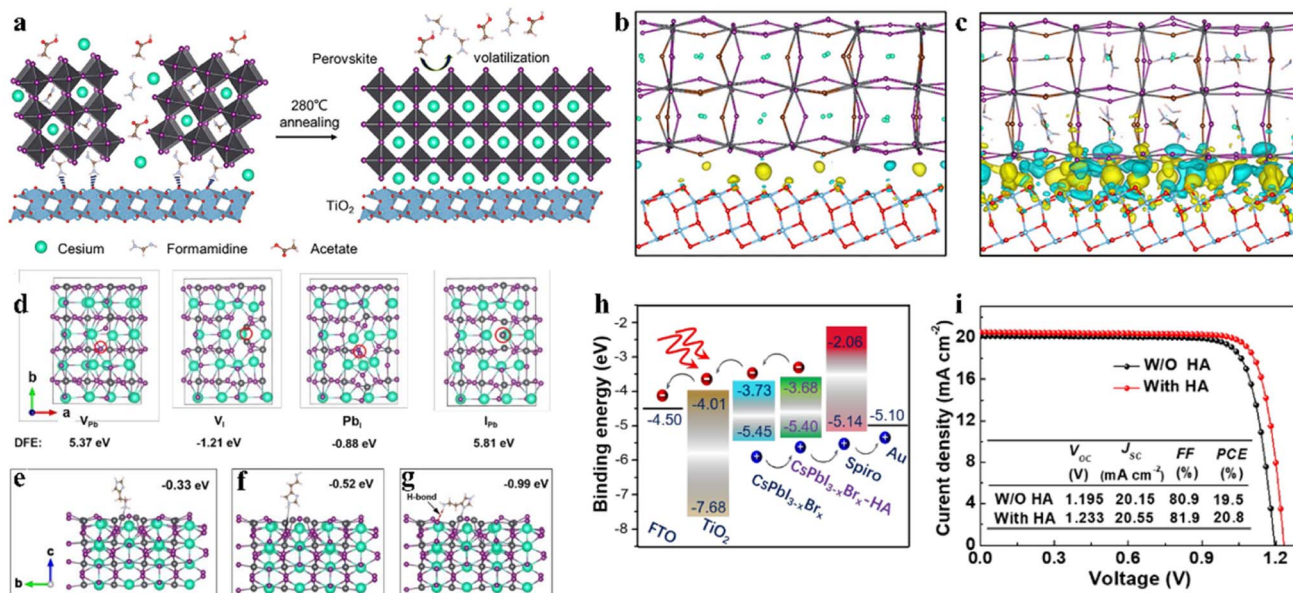 a
Perovskite
volatilization
280℃
annealing
TiO2
Cesium
Formamidine
Acetate
b
c
d
b
a
VPb
VI
PbI
IPb
DFE:
5.37 eV
-1.21 eV
-0.88 eV
5.81 eV
e
-0.33 eV
c
b
f
-0.52 eV
g
H-bond
-0.99 eV
h
Binding energy (eV)
-2
-3
-4
-5
-6
-7
-8
-4.50
-4.01
-7.68
-3.73
-5.45
-3.68
-5.40
-2.06
-5.14
-5.10
FTO
TiO2
CsPbI3-xBrx
CsPbI3-xBrx-HA
Spiro
Au
i
Curent density (mA cm-2)
20
16
12
8
4
0
W/O HA
With HA
VOC JSC FF PCE
(V) (mA cm-2) (%) (%)
W/O HA 1.195 20.15 80.9 19.5
With HA 1.233 20.55 81.9 20.8
0.0 0.3 0.6 0.9 1.2
Voltage (V)